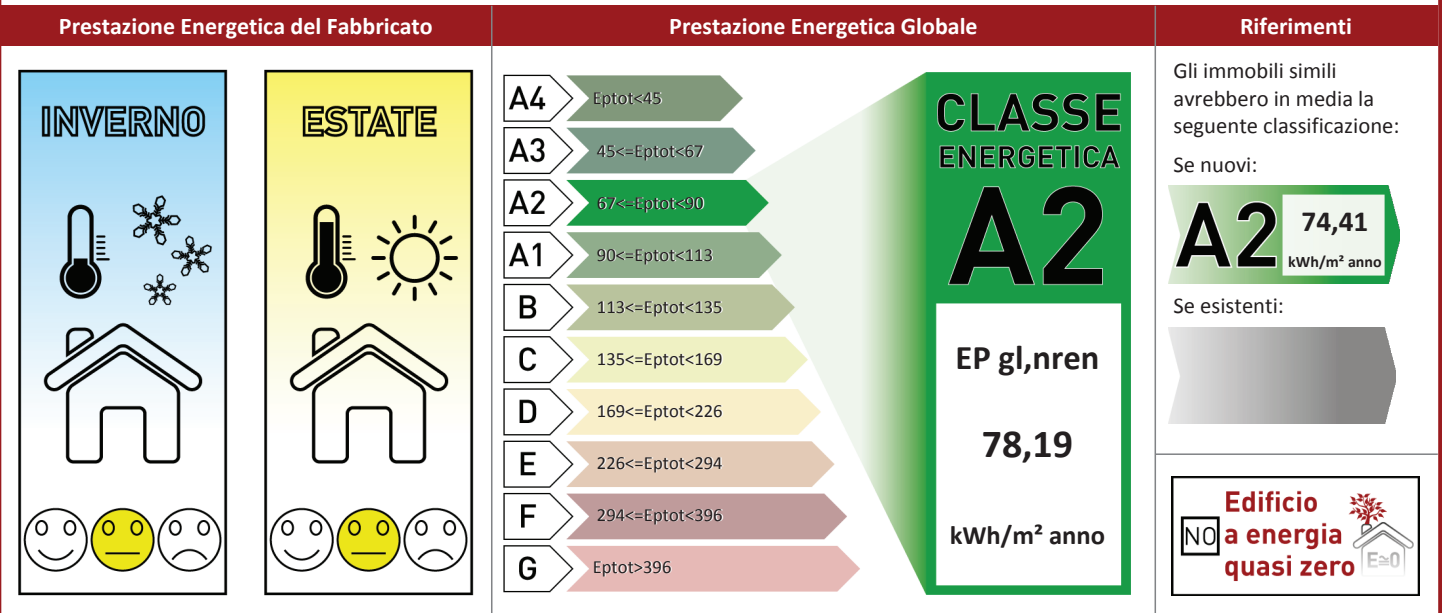 Prestazione Energetica del Fabbricato
INVERNO
ESTATE
Prestazione Energetica Globale
A4 Eptot<45
A3 45<=Eptot<67
A2 67<=Eptot<90
A1 90<=Eptot<113
B 113<=Eptot<135
C 135<=Eptot<169
D 169<=Eptot<226
E 226<=Eptot<294
F 294<=Eptot<396
G Eptot>396
CLASSE
ENERGETICA
A2
EP gl,nren
78,19
kWh/m² anno
Riferimenti
Gli immobili simili
avrebbero in media la
seguente classificazione:
Se nuovi:
A2 74,41
kWh/m² anno
Se esistenti:
Edificio
NO a energia
quasi zero E≃0